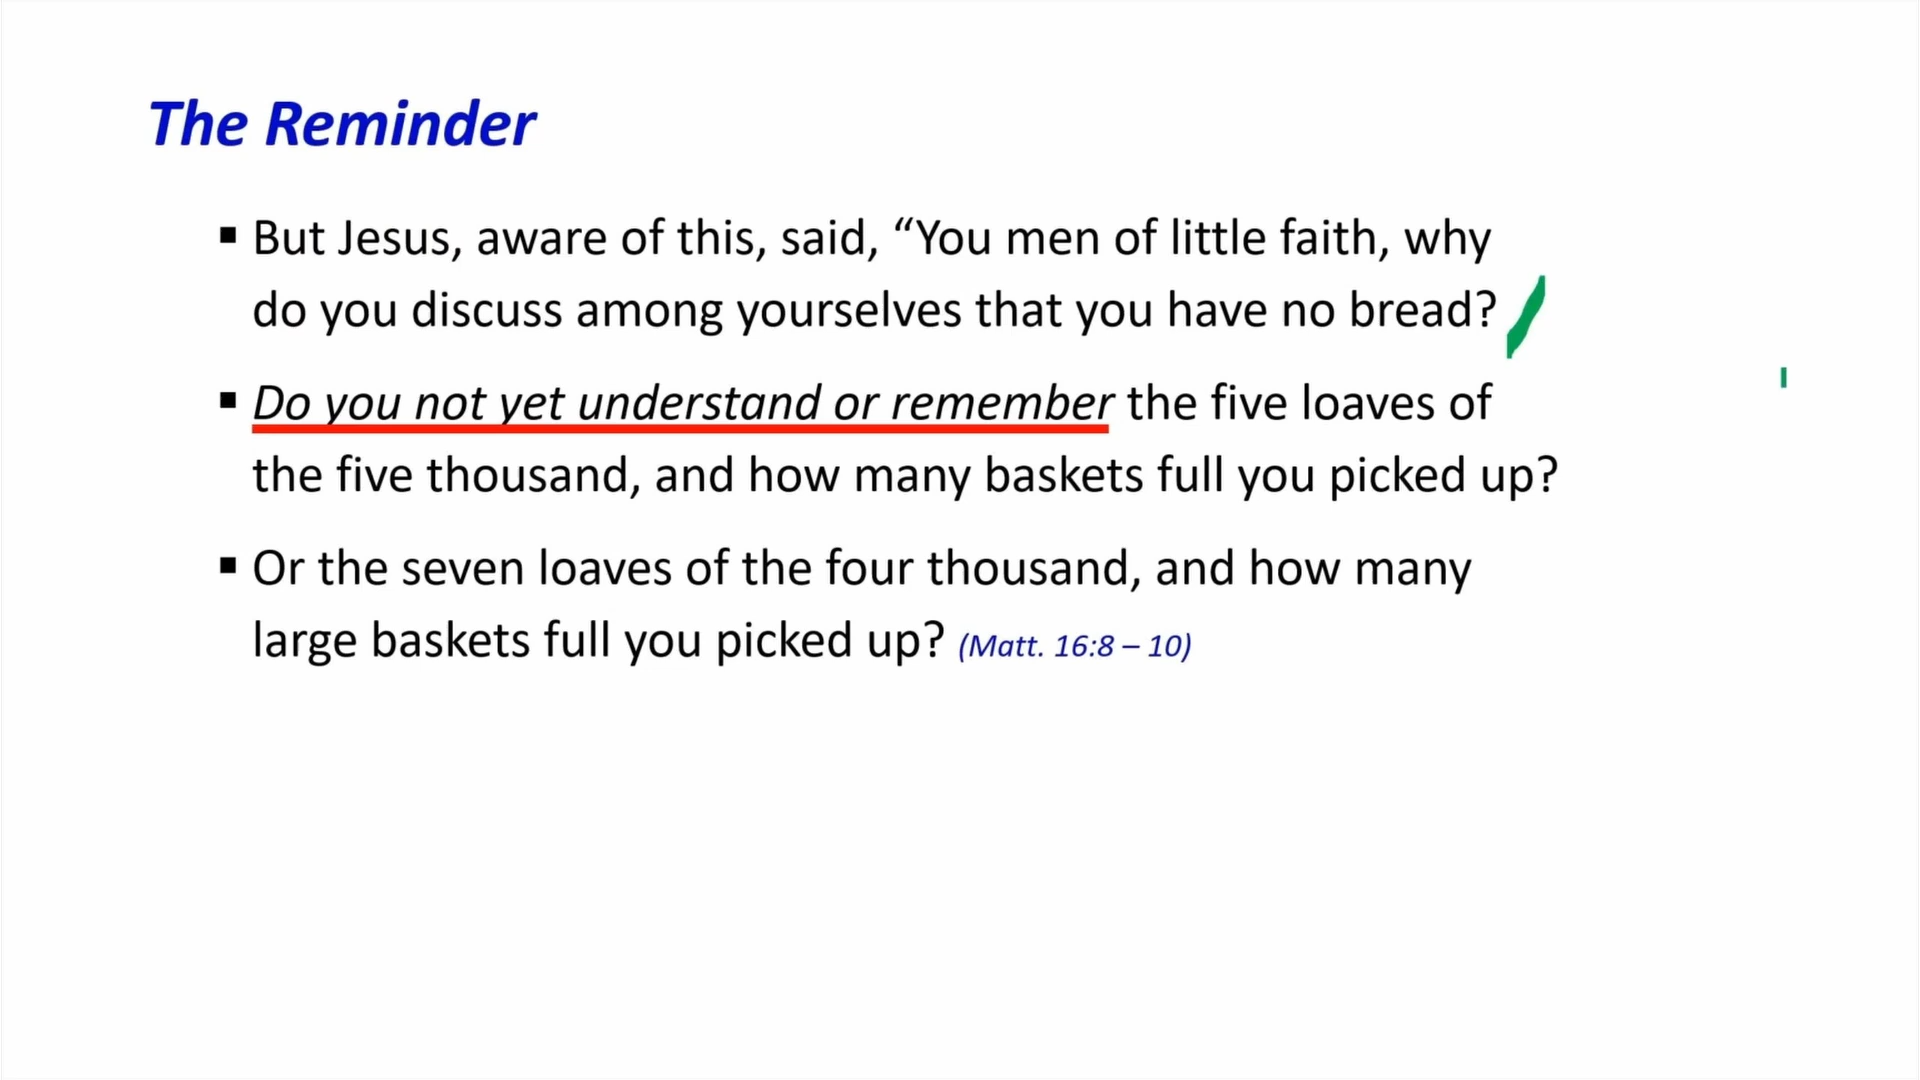 The Reminder
▪ But Jesus, aware of this, said, “You men of little faith, why
do you discuss among yourselves that you have no bread?
▪ Do you not yet understand or remember the five loaves of
the five thousand, and how many baskets full you picked up?
▪ Or the seven loaves of the four thousand, and how many
large baskets full you picked up? (Matt. 16:8 – 10)